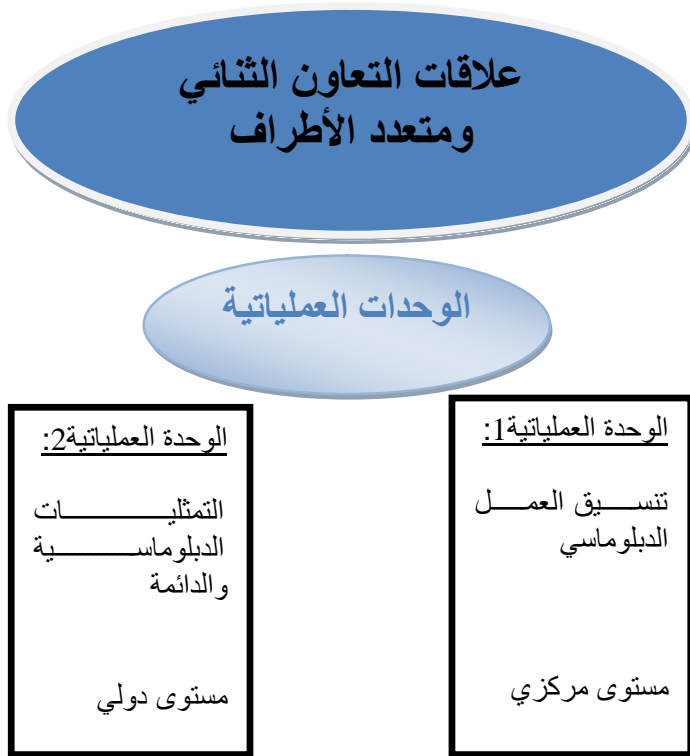 علاقات التعاون الثنائي
ومتعدد الأطراف
الوحدات العملياتية
الوحدة العملياتية1:
تنسيق العمل
الدبلوماسي
مستوى مركزي
الوحدة العملياتية2:
التمثليات
الدبلوماسية
والدائمة
مستوى دولي